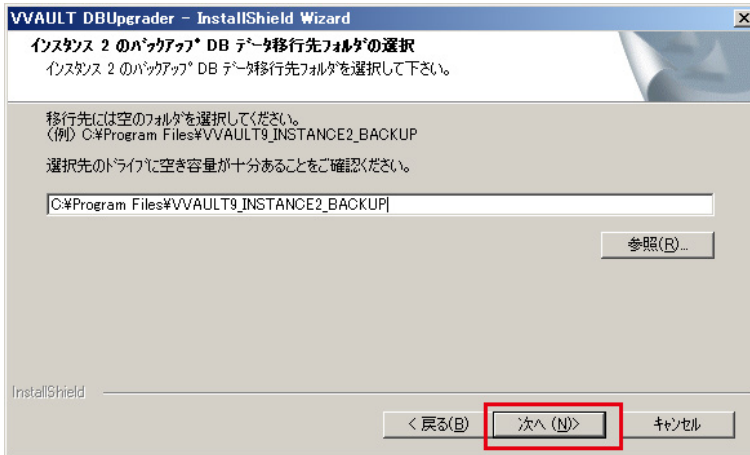 VVAULT DBUpgrader - InstallShield Wizard
インスタンス 2 のバックアップ DB データ移行先フォルダの選択
インスタンス 2 のバックアップ DB データ移行先フォルダを選択して下さい。
移行先には空のフォルダを選択してください。
(例) C:¥Program Files¥VVAULT9_INSTANCE2_BACKUP
選択先のドライブに空き容量が十分あることをご確認ください。
C:¥Program Files¥VVAULT9_INSTANCE2_BACKUP
参照(R)...
InstallShield
< 戻る(B)
次へ (N)>
キャンセル